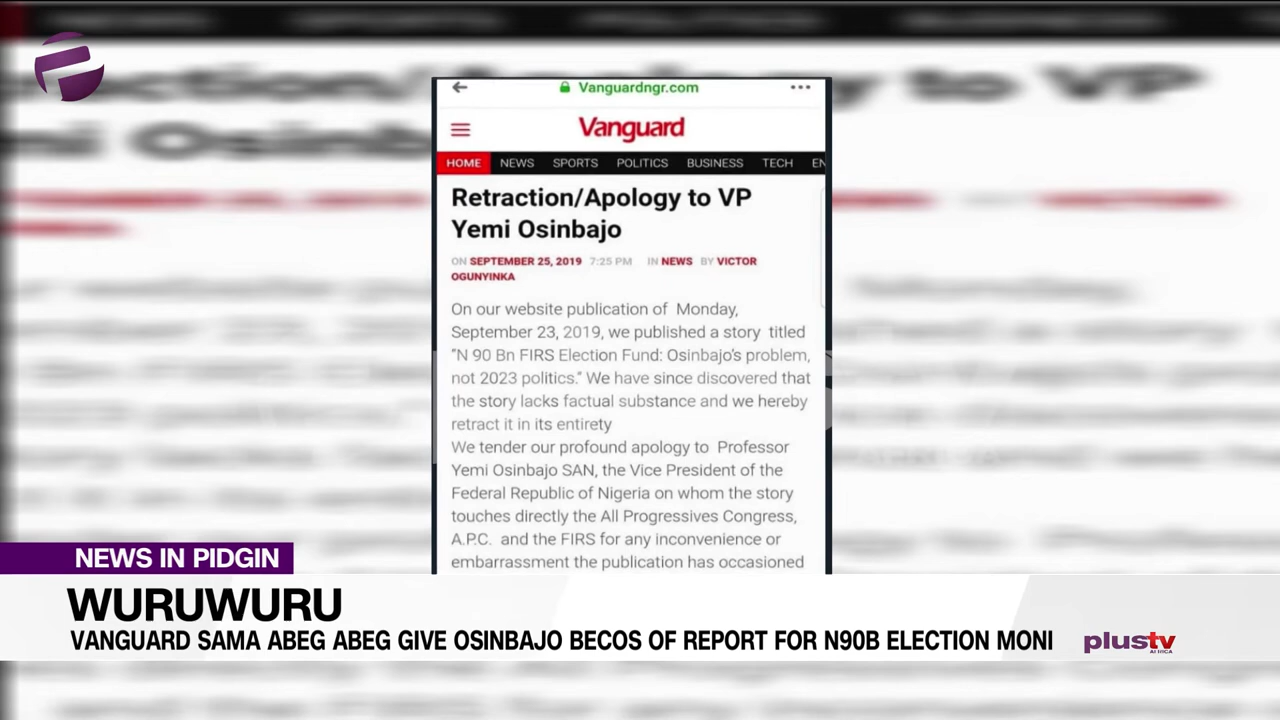 Vanguardngr.com
Vanguard
HOME NEWS SPORTS POLITICS BUSINESS TECH EN
Retraction/Apology to VP
Yemi Osinbajo
ON SEPTEMBER 25, 2019 7:25 PM IN NEWS BY VICTOR
OGUNYINKA
On our website publication of Monday,
September 23, 2019, we published a story titled
"N 90 Bn FIRS Election Fund: Osinbajo's problem,
not 2023 politics." We have since discovered that
the story lacks factual substance and we hereby
retract it in its entirety
We tender our profound apology to Professor
Yemi Osinbajo SAN, the Vice President of the
Federal Republic of Nigeria on whom the story
touches directly the All Progressives Congress,
A.P.C. and the FIRS for any inconvenience or
embarrassment the publication has occasioned
NEWS IN PIDGIN
WURUWURU
VANGUARD SAMA ABEG ABEG GIVE OSINBAJO BECOS OF REPORT FOR N90B ELECTION MONI
plustv
AFRICA